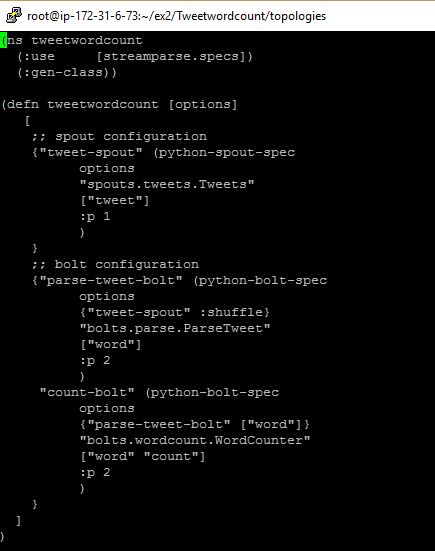 root@ip-172-31-6-73:~/ex2/Tweetwordcount/topologies
(ns tweetwordcount
  (:use     [streamparse.specs])
  (:gen-class))

(defn tweetwordcount [options]
   [
    ;; spout configuration
    {"tweet-spout" (python-spout-spec
          options
          "spouts.tweets.Tweets"
          ["tweet"]
          :p 1
          )
    }
    ;; bolt configuration
    {"parse-tweet-bolt" (python-bolt-spec
          options
          {"tweet-spout" :shuffle}
          "bolts.parse.ParseTweet"
          ["word"]
          :p 2
          )
     "count-bolt" (python-bolt-spec
          options
          {"parse-tweet-bolt" ["word"]}
          "bolts.wordcount.WordCounter"
          ["word" "count"]
          :p 2
          )
    }
  ]
)